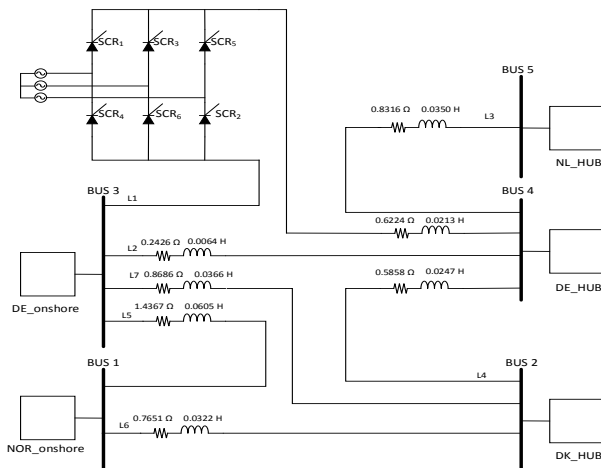 SCR1 SCR3 SCR5
SCR4 SCR6 SCR2
BUS 5
0.8316 Ω 0.0350 H
L3
NL_HUB
BUS 3
BUS 4
L1
0.6224 Ω 0.0213 H
0.2426 Ω 0.0064 H
L2
L7
0.8686 Ω 0.0366 H
0.5858 Ω 0.0247 H
DE_onshore
DE_HUB
1.4367 Ω 0.0605 H
L5
BUS 1
BUS 2
L4
0.7651 Ω 0.0322 H
L6
NOR_onshore
DK_HUB